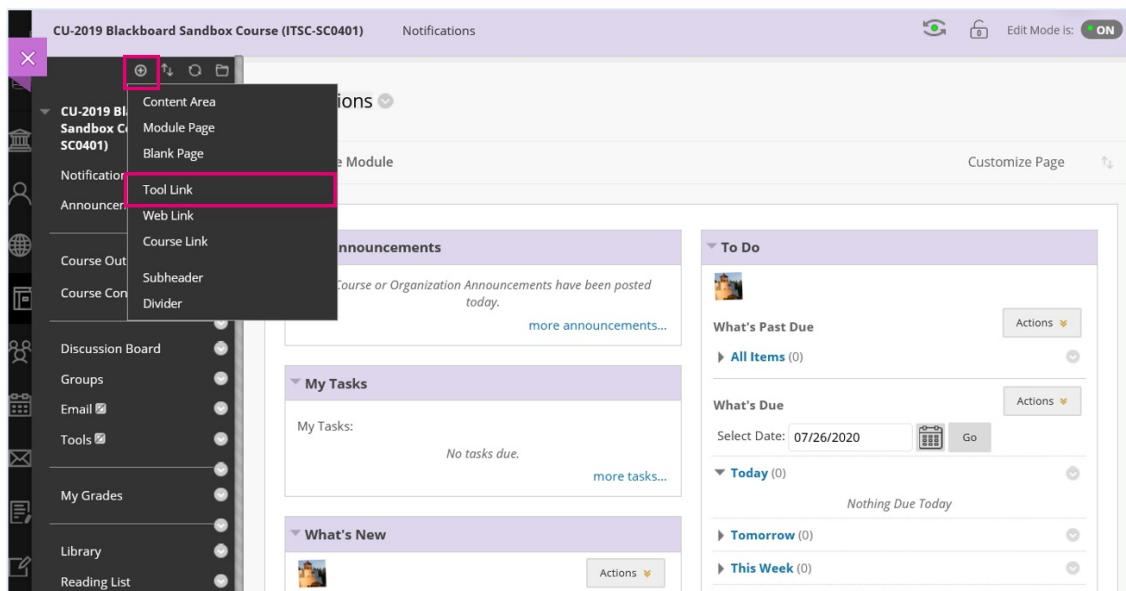 CU-2019 Blackboard Sandbox Course (ITSC-SC0401)
Notifications
Edit Mode is:
ON
CU-2019 Bl
Sandbox C
SC0401)
Notification
Announce
Course Out
Course Con
Discussion Board
Groups
Email
Tools
My Grades
Library
Reading List
Content Area
Module Page
Blank Page
Tool Link
Web Link
Course Link
Subheader
Divider
ions
Module
Customize Page
nnouncements
Course or Organization Announcements have been posted
today.
more announcements...
My Tasks
My Tasks:
No tasks due.
more tasks...
What's New
Actions
To Do
What's Past Due
Actions
All Items (0)
What's Due
Actions
Select Date: 07/26/2020 Go
Today (0)
Nothing Due Today
Tomorrow (0)
This Week (0)